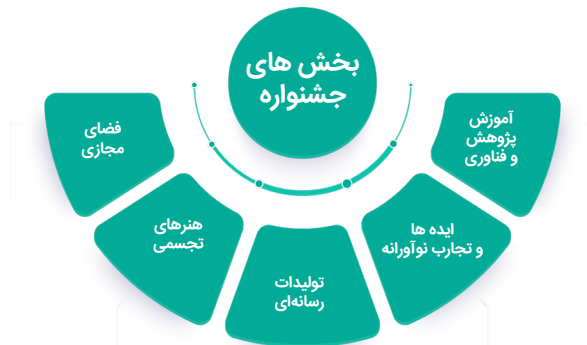 بخش های
جشنواره
آموزش
پژوهش
و فناوری
ایده ها
و تجارب نوآورانه
تولیدات
رسانه‌ای
هنرهای
تجسمی
فضای
مجازی